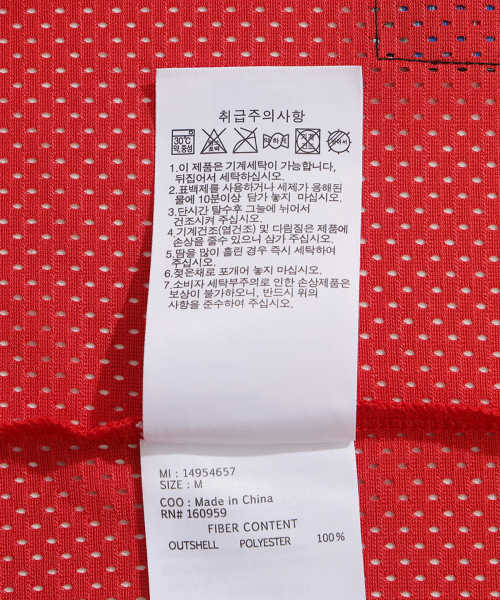 취급주의사항
30℃
약,중성
1.이 제품은 기계세탁이 가능합니다,
뒤집어서 세탁하십시오.
2.표백제를 사용하거나 세제가 용해된
물에 10분이상 담가 놓지 마십시오.
3.단시간 탈수후 그늘에 뉘어서
건조시켜 주십시오.
4.기계건조(열건조) 및 다림질은 제품에
손상을 줄수 있으니 삼가 주십시오.
5.땀을 많이 흘린 경우 즉시 세탁하여
주십시오.
6.젖은채로 포개어 놓지 마십시오.
7.소비자 세탁부주의로 인한 손상제품은
보상이 불가하오니, 반드시 위의
사항을 준수하여 주십시오.
MI : 14954657
SIZE : M
COO : Made in China
RN# 160959
FIBER CONTENT
OUTSHELL POLYESTER 100%